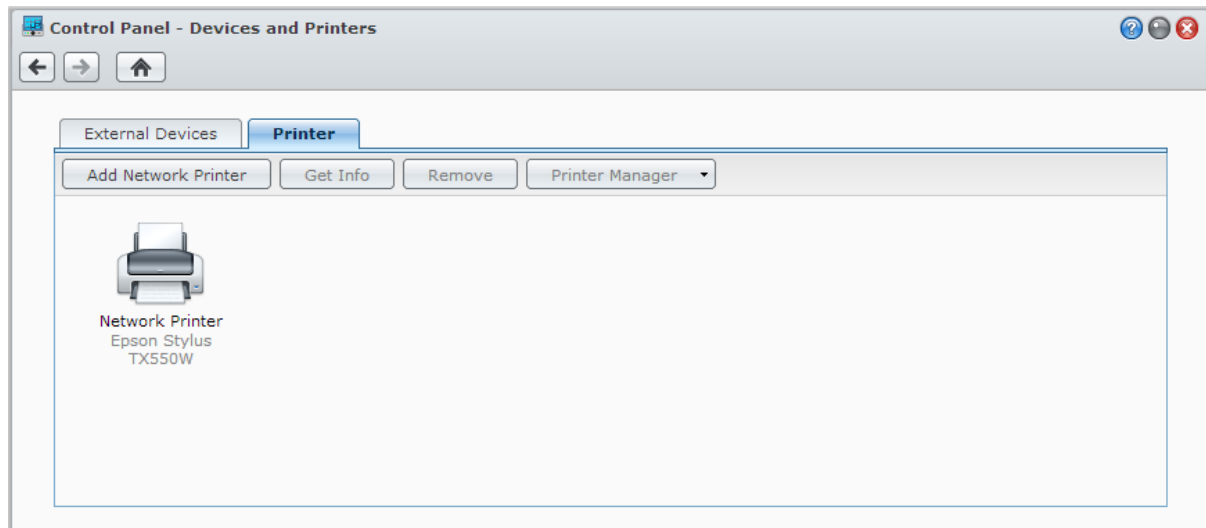 Control Panel - Devices and Printers
External Devices Printer
Add Network Printer Get Info Remove Printer Manager
Network Printer
Epson Stylus
TX550W